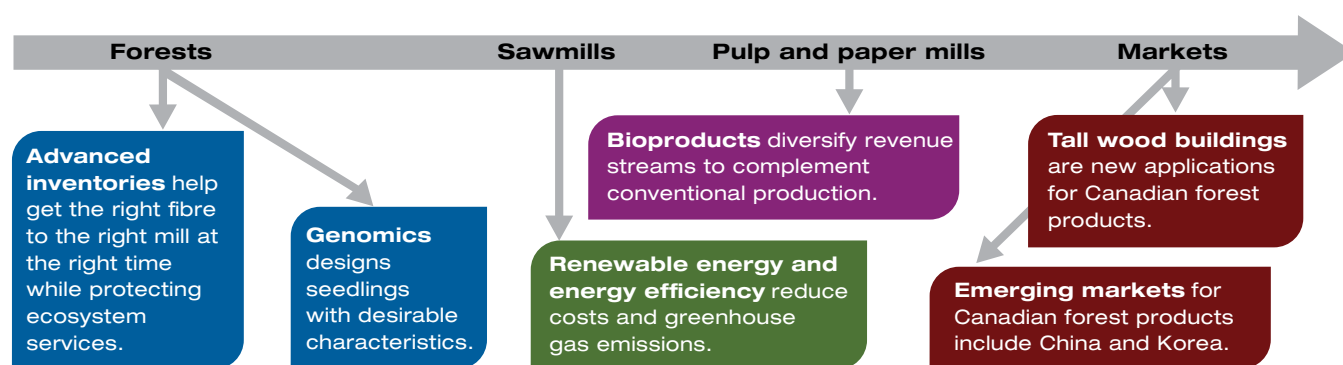 Forests
Sawmills
Pulp and paper mills
Markets
Advanced
inventories help
get the right fibre
to the right mill at
the right time
while protecting
ecosystem
services.
Genomics
designs
seedlings
with desirable
characteristics.
Renewable energy and
energy efficiency reduce
costs and greenhouse
gas emissions.
Bioproducts diversify revenue
streams to complement
conventional production.
Tall wood buildings
are new applications
for Canadian forest
products.
Emerging markets for
Canadian forest products
include China and Korea.